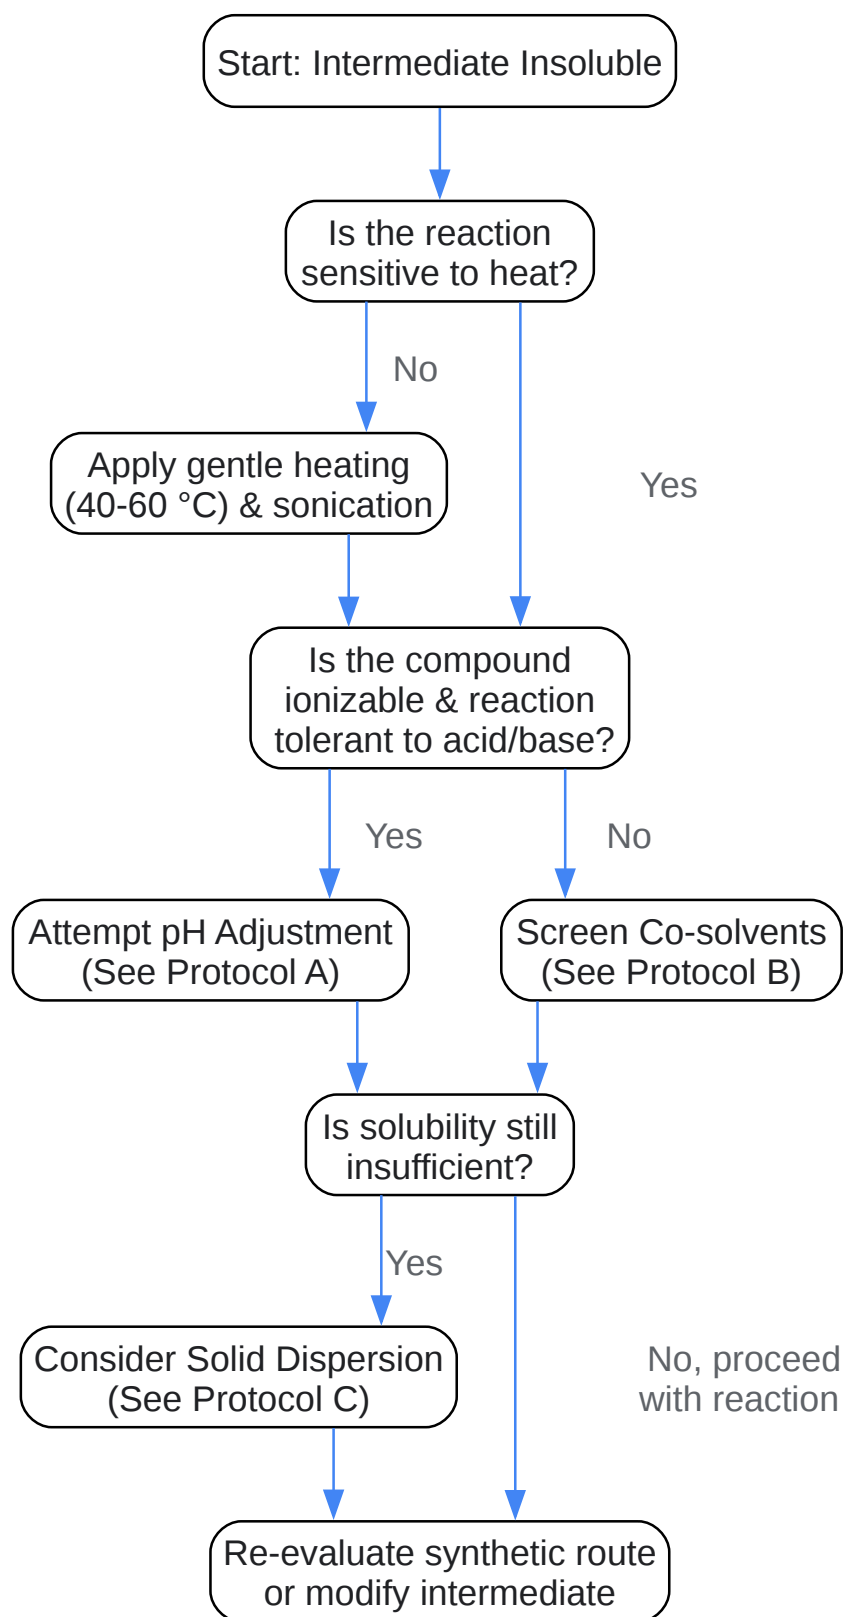 Start: Intermediate Insoluble
Is the reaction
sensitive to heat?
No
Apply gentle heating
(40-60 °C) & sonication
Yes
Is the compound
ionizable & reaction
tolerant to acid/base?
Yes
No
Attempt pH Adjustment
(See Protocol A)
Screen Co-solvents
(See Protocol B)
Is solubility still
insufficient?
Yes
Consider Solid Dispersion
(See Protocol C)
No, proceed
with reaction
Re-evaluate synthetic route
or modify intermediate